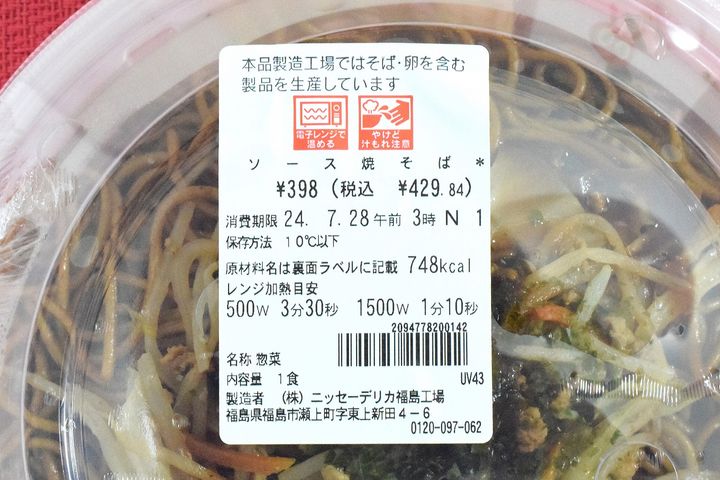 本品製造工場ではそば・卵を含む
製品を生産しています
電子レンジで
温める
やけど
汁もれ注意
ソース焼そば*
¥398(税込 ¥429.84)
消費期限 24. 7.28午前 3時 N 1
保存方法 10℃以下
原材料名は裏面ラベルに記載 748kcal
レンジ加熱目安
500W 3分30秒 1500W 1分10秒
2094778200142
名称 惣菜
内容量 1食 UV43
製造者 (株)ニッセーデリカ福島工場
福島県福島市瀬上町字東上新田4-6
0120-097-062